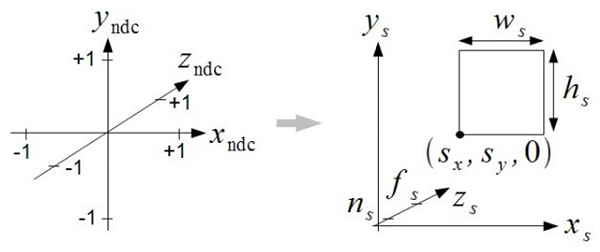 y_ndc
+1
z_ndc
+1
x_ndc
-1
+1
-1
-1
y_s
w_s
h_s
(s_x, s_y, 0)
f_s
n_s
z_s
x_s